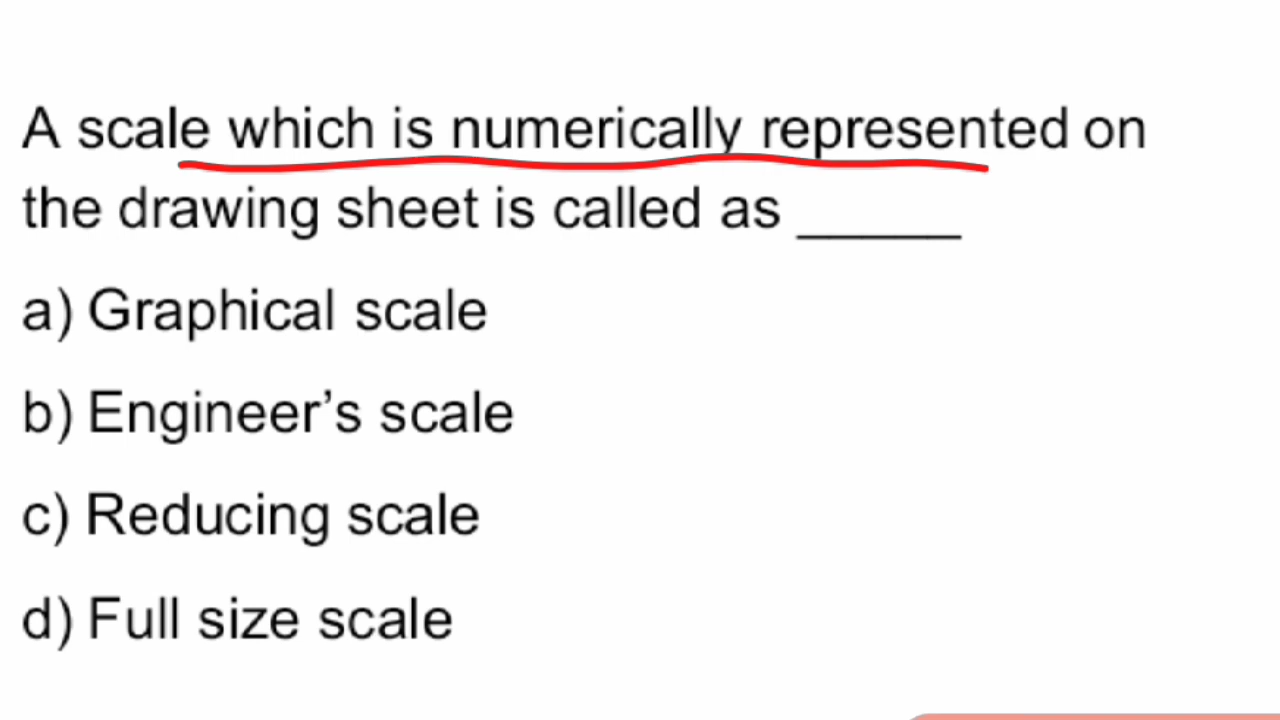 A scale which is numerically represented on
the drawing sheet is called as _____
a) Graphical scale
b) Engineer’s scale
c) Reducing scale
d) Full size scale